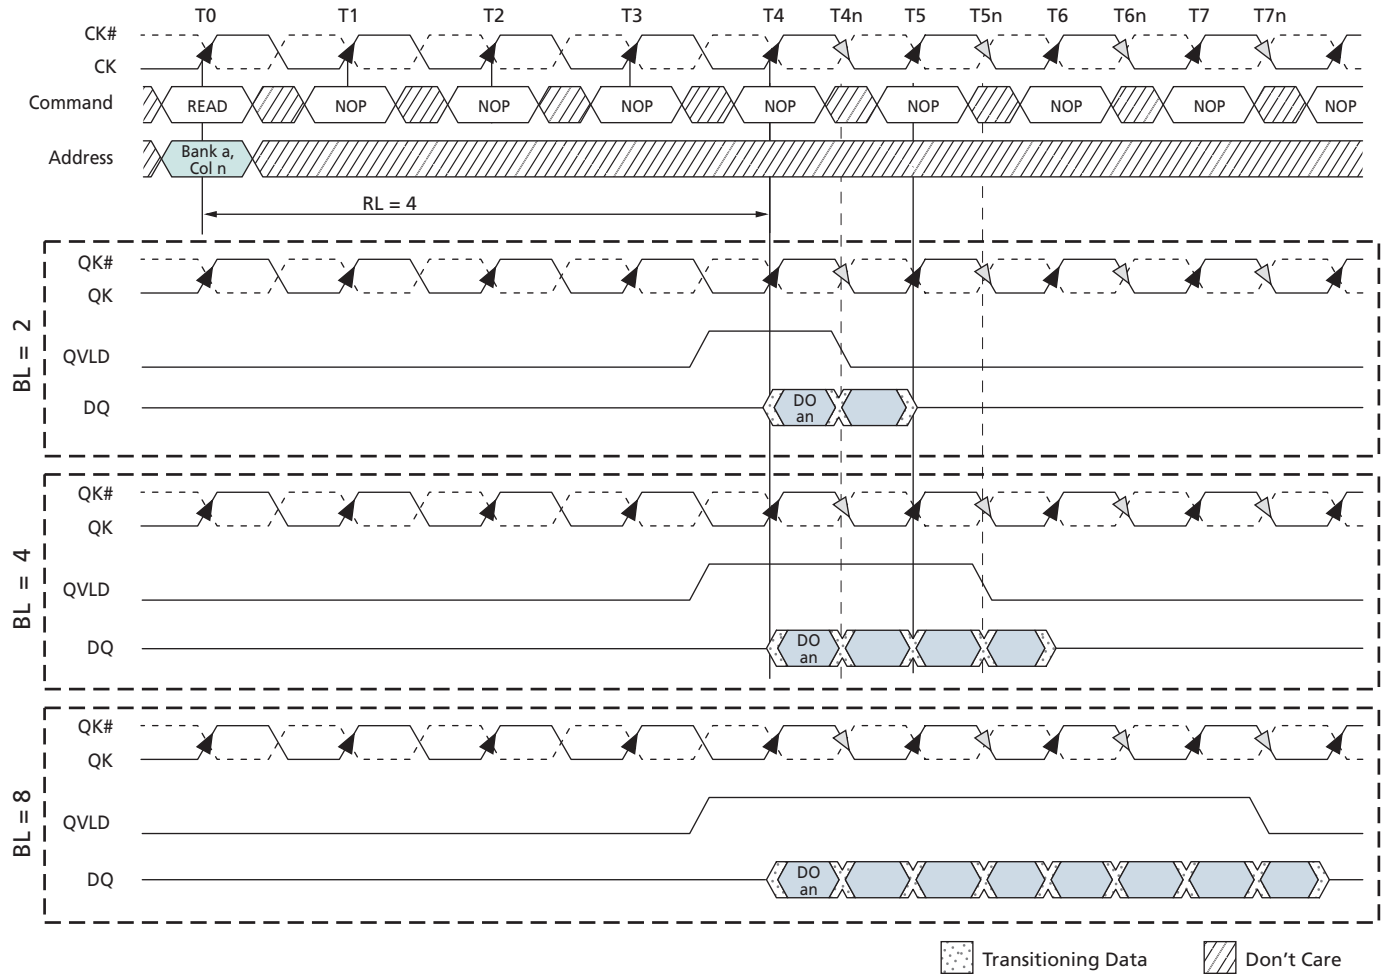 T0 T1 T2 T3 T4 T4n T5 T5n T6 T6n T7 T7n
CK#
CK
Command READ NOP NOP NOP NOP NOP NOP NOP NOP
Address Bank a,
Col n
RL = 4
BL = 2
QK#
QK
QVLD
DQ DO
an
BL = 4
QK#
QK
QVLD
DQ DO
an
BL = 8
QK#
QK
QVLD
DQ DO
an
Transitioning Data Don't Care